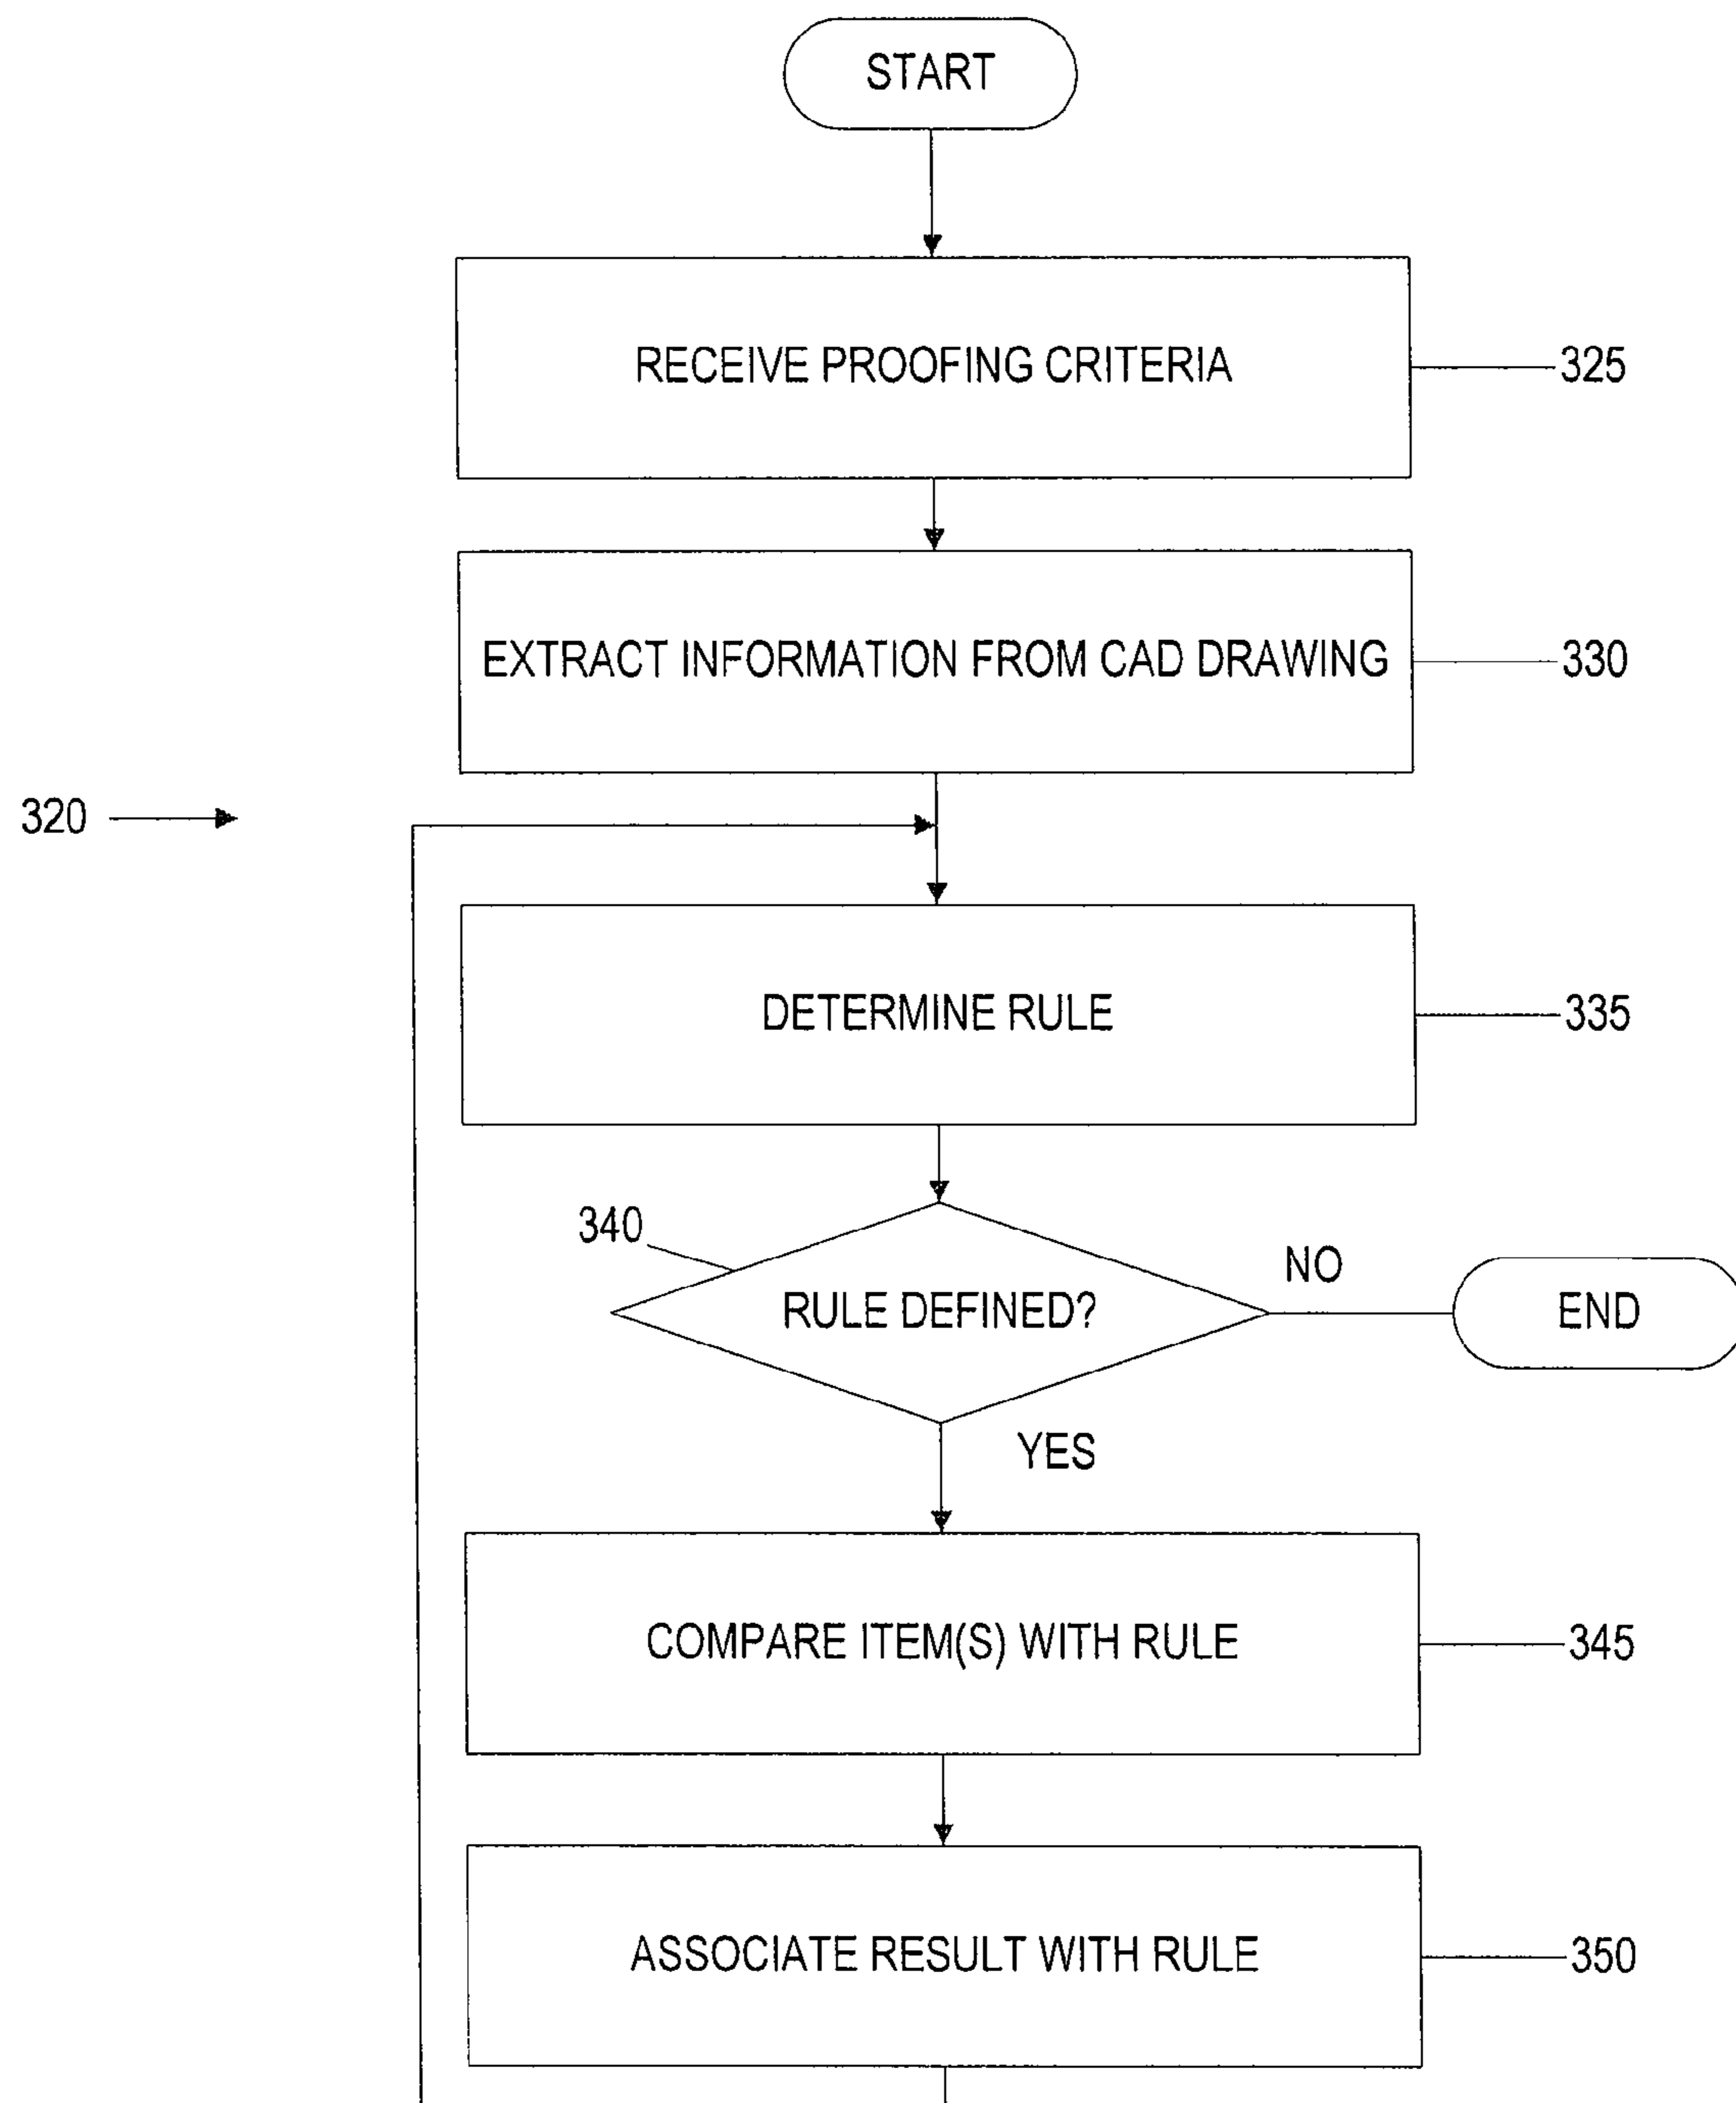 START
RECEIVE PROOFING CRITERIA
325
EXTRACT INFORMATION FROM CAD DRAWING
330
320
DETERMINE RULE
335
340
RULE DEFINED?
NO
END
YES
COMPARE ITEM(S) WITH RULE
345
ASSOCIATE RESULT WITH RULE
350